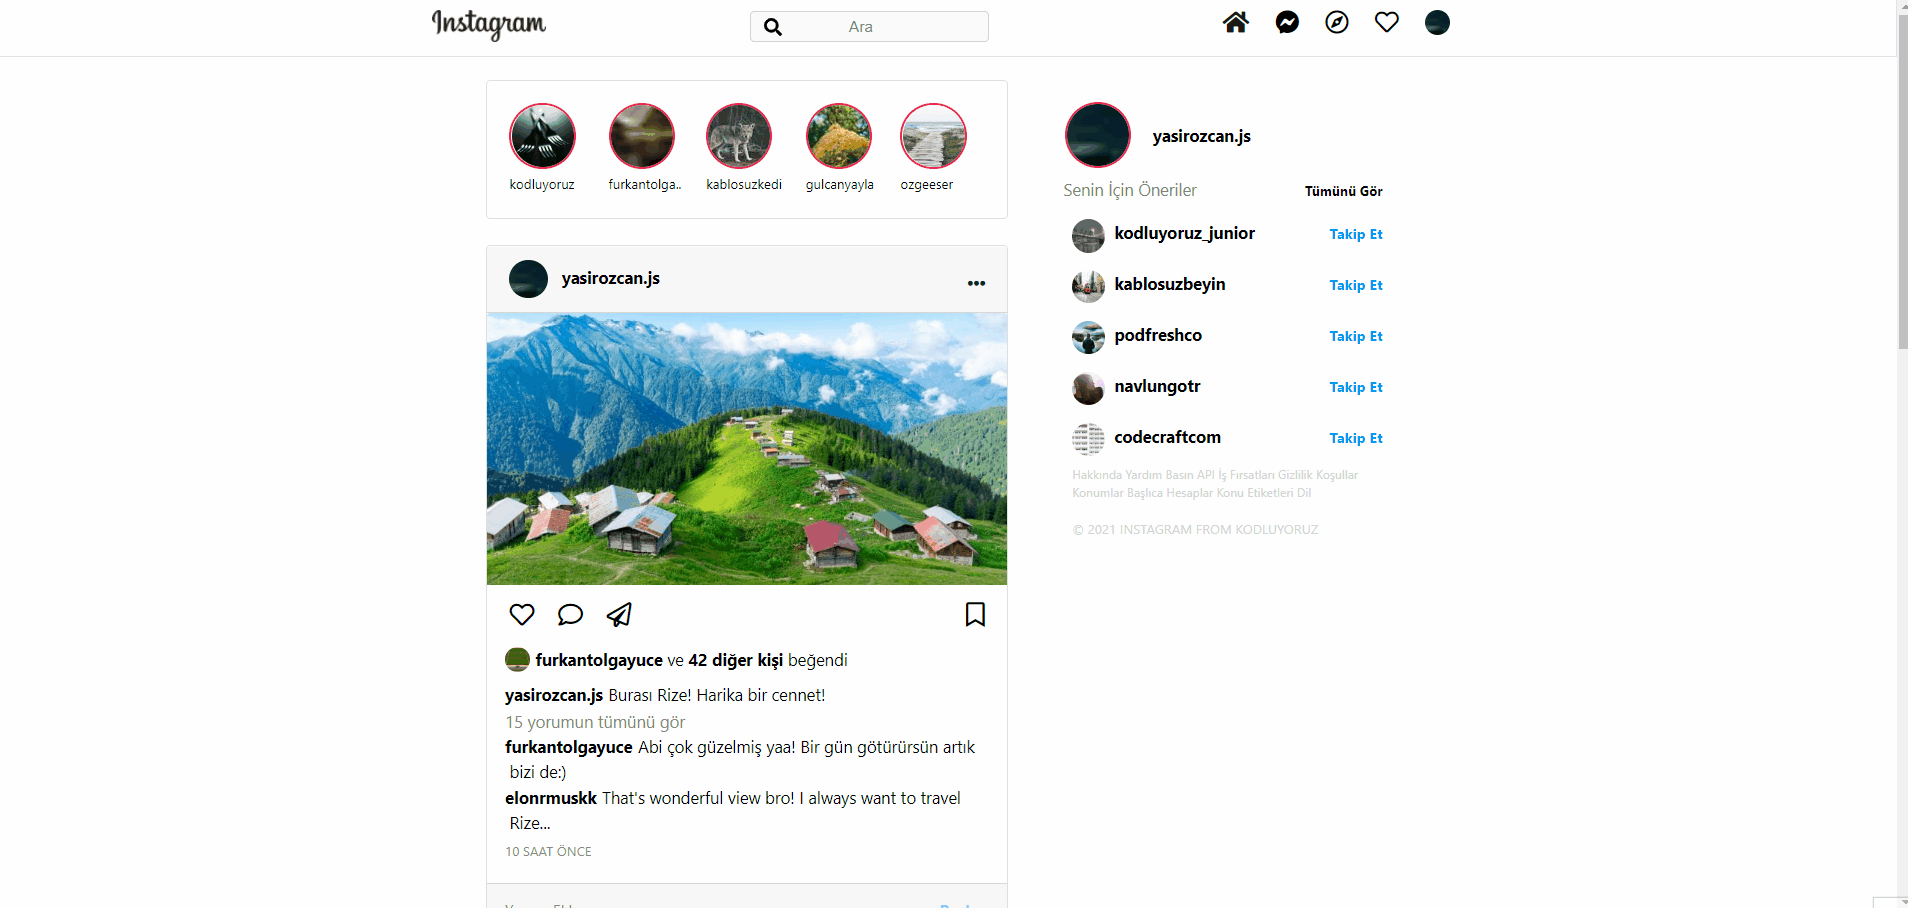 Instagram
Ara
kodluyoruz
furkantolga..
kablosuzkedi
gulcanyayla
ozgeeser
yasirozcan.js
Senin İçin Öneriler
Tümünü Gör
kodluyoruz_junior
Takip Et
kablosuzbeyin
Takip Et
podfreshco
Takip Et
navlungotr
Takip Et
codecraftcom
Takip Et
Hakkında Yardım Basın API İş Fırsatları Gizlilik Koşullar
Konumlar Başlıca Hesaplar Konu Etiketleri Dil
© 2021 INSTAGRAM FROM KODLUYORUZ
yasirozcan.js
furkantolgayuce ve 42 diğer kişi beğendi
yasirozcan.js Burası Rize! Harika bir cennet!
15 yorumun tümünü gör
furkantolgayuce Abi çok güzelmiş yaa! Bir gün götürürsün artık
bizi de:)
elonrmuskk That's wonderful view bro! I always want to travel
Rize...
10 SAAT ÖNCE